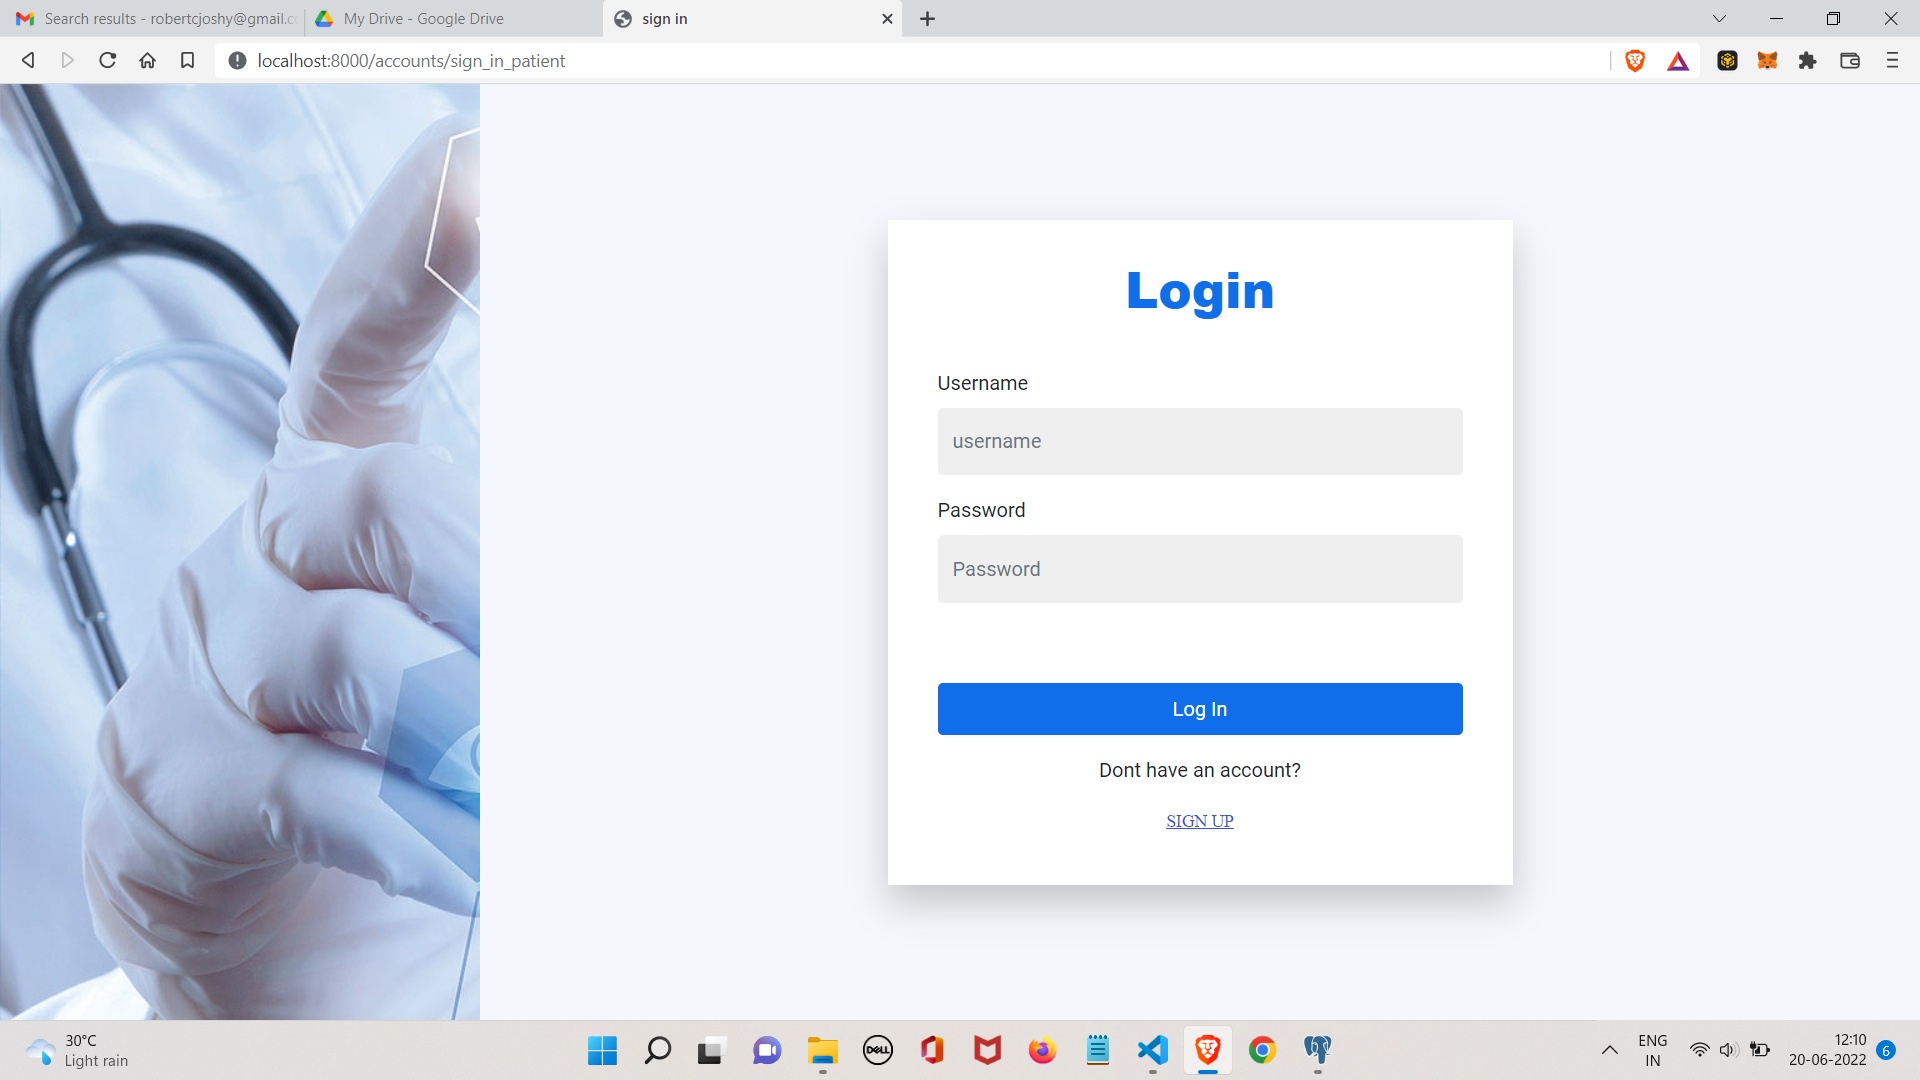 Search results - robertcjoshy@gmail.c
My Drive - Google Drive
sign in
localhost:8000/accounts/sign_in_patient
Login
Username
username
Password
Password
Log In
Dont have an account?
SIGN UP
30°C
Light rain
DELL
ENG
IN
12:10
20-06-2022
6